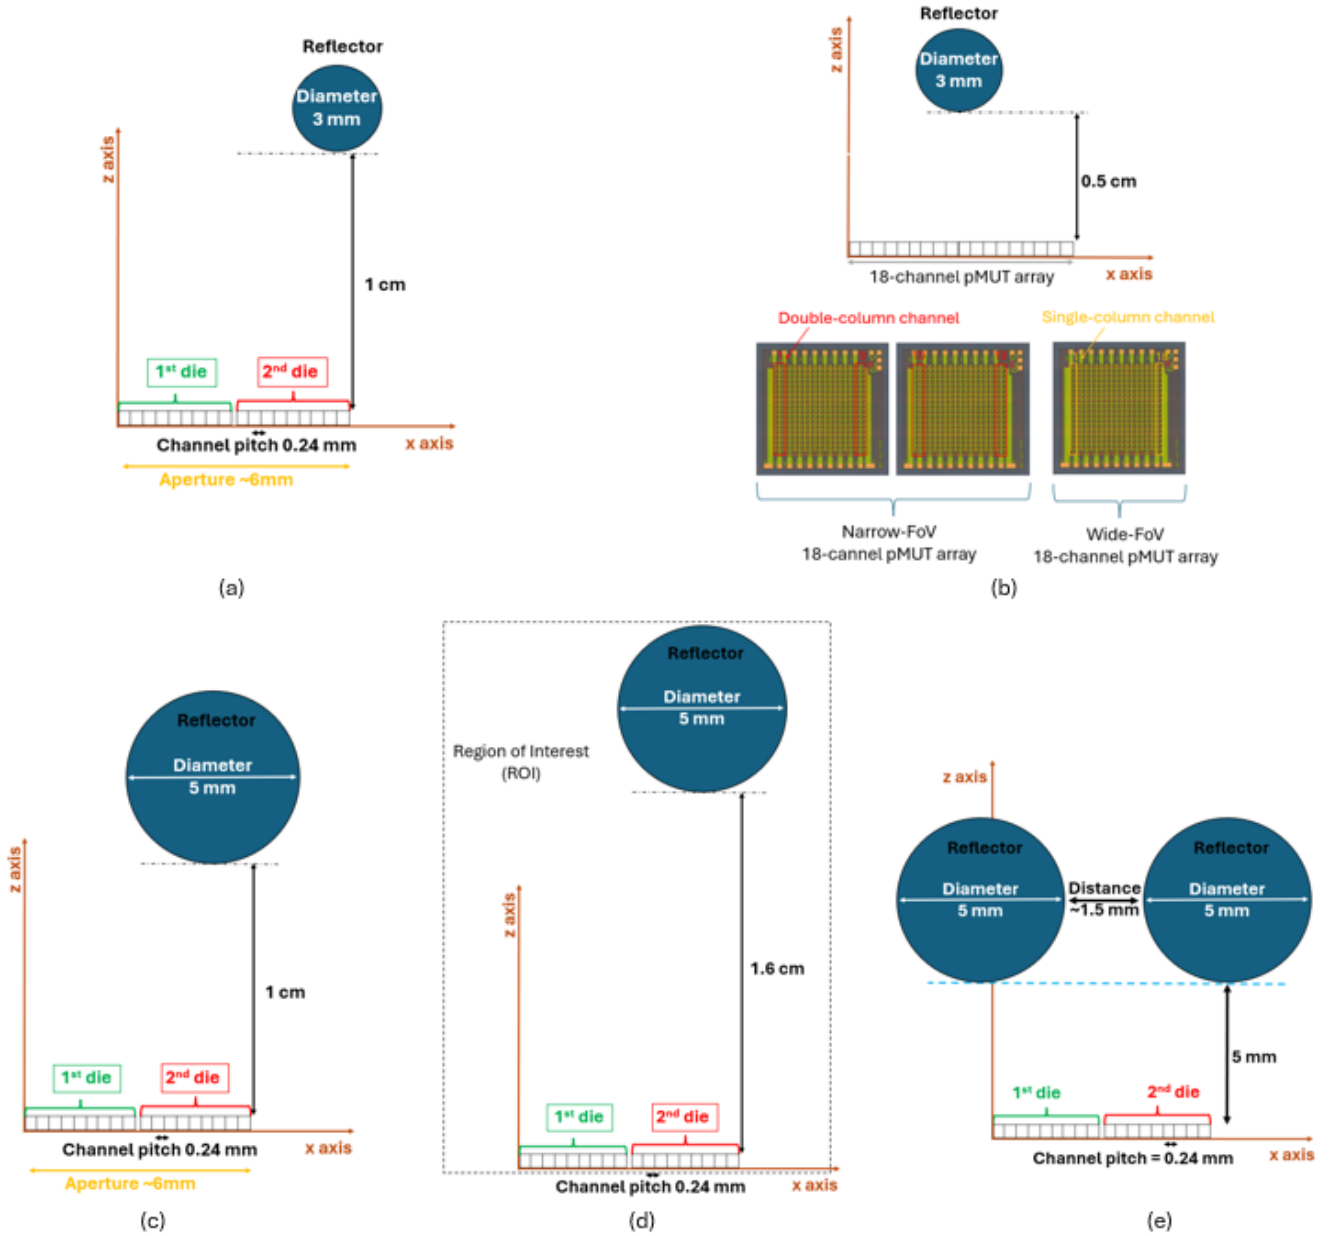 Reflector
Diameter
3 mm
z axis
1 cm
1st die
2nd die
Channel pitch 0.24 mm
x axis
Aperture ~6mm
(a)
Reflector
z axis
Diameter
3 mm
0.5 cm
18-channel pMUT array
x axis
Double-column channel
Single-column channel
18
Narrow-FoV
18-cannel pMUT array
Wide-FoV
18-channel pMUT array
(b)
Reflector
Diameter
5 mm
z axis
1 cm
1st die
2nd die
Channel pitch 0.24 mm
x axis
Aperture ~6mm
(c)
Reflector
Diameter
5 mm
Region of Interest
(ROI)
z axis
1.6 cm
1st die
2nd die
Channel pitch 0.24 mm
x axis
(d)
z axis
Reflector
Reflector
Diameter
5 mm
Distance
~1.5 mm
Diameter
5 mm
5 mm
1st die
2nd die
Channel pitch = 0.24 mm
x axis
(e)